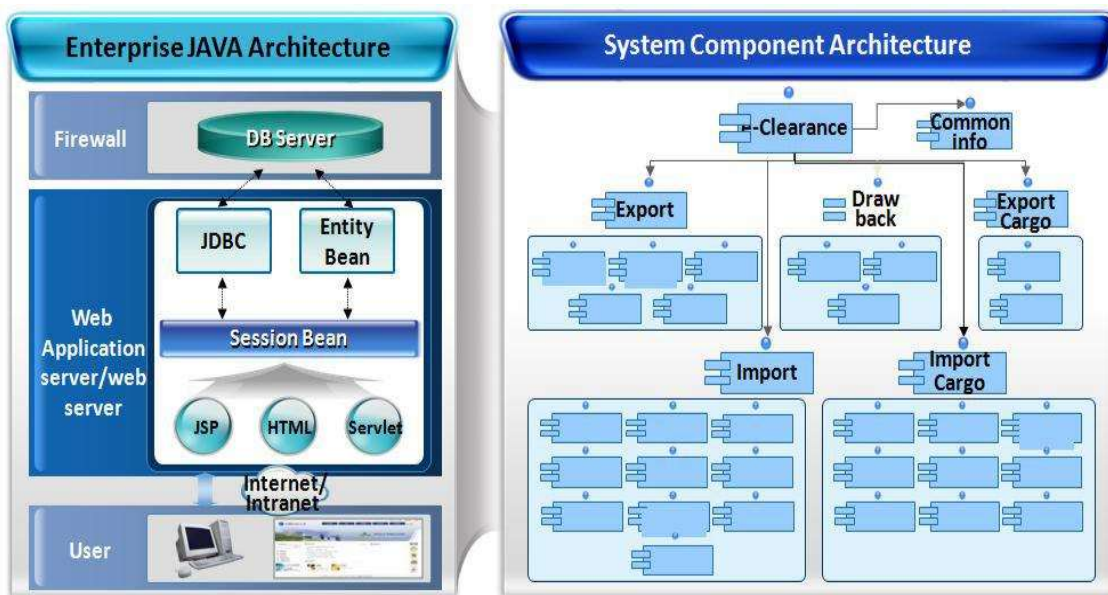 Enterprise JAVA Architecture
Firewall
DB Server
JDBC
Entity
Bean
Web
Application
server/web
server
Session Bean
JSP
HTML
Servlet
Internet/
Intranet
User
System Component Architecture
e-Clearance
Common
info
Export
Draw
back
Export
Cargo
Import
Import
Cargo